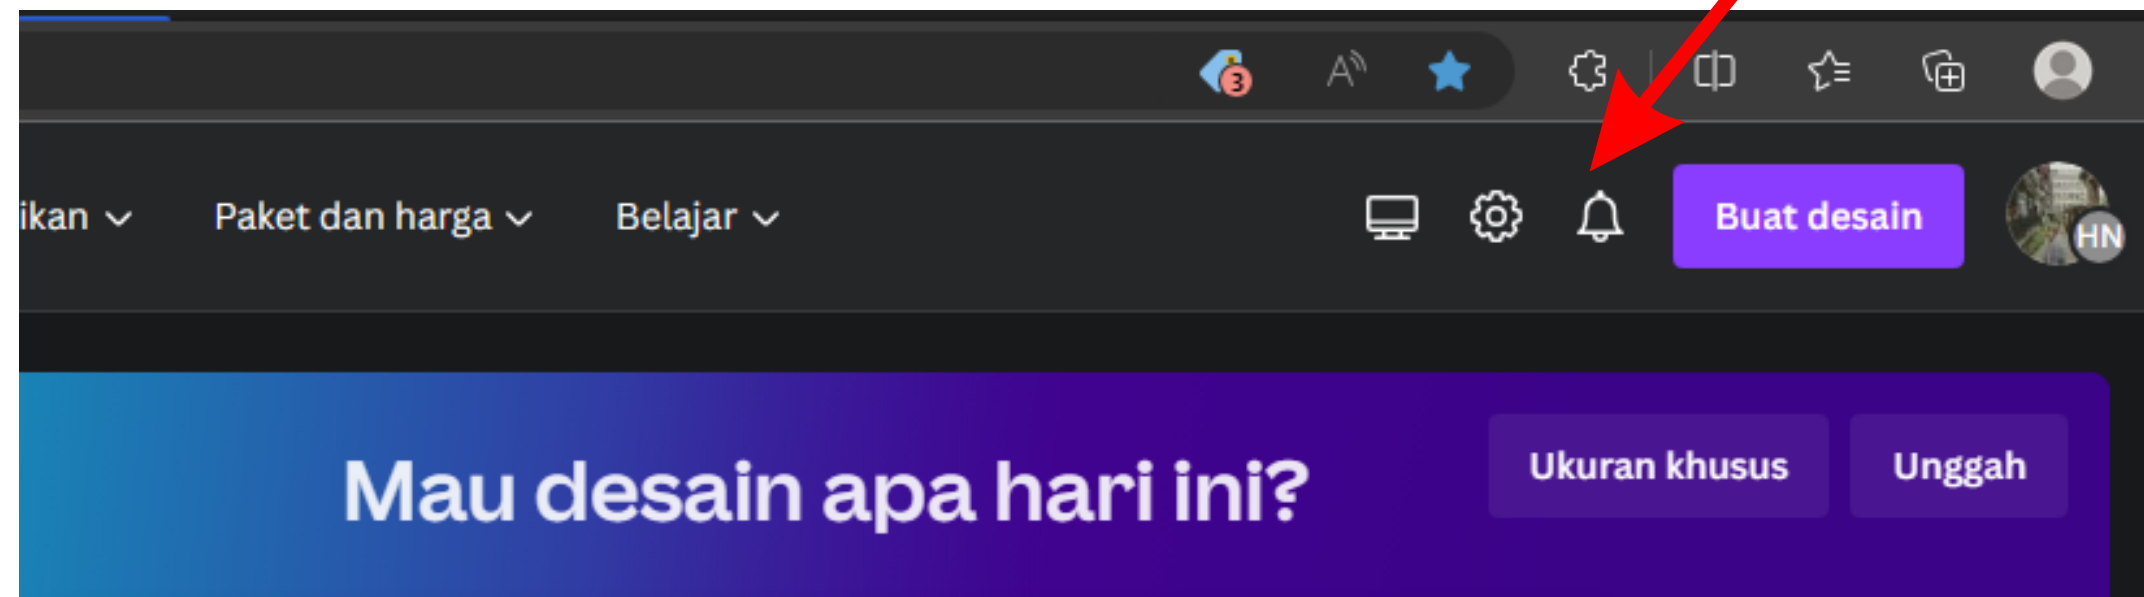 3
A
ikan Paket dan harga Belajar Buat desain HN
Mau desain apa hari ini? Ukuran khusus Unggah